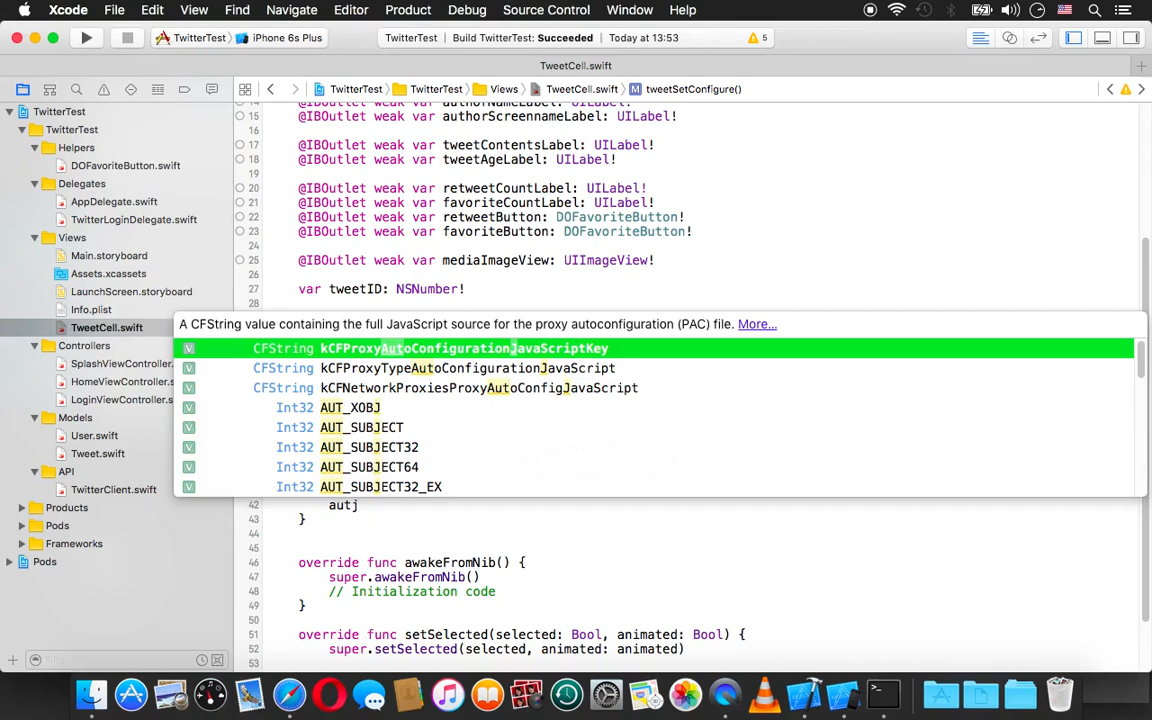 Xcode File Edit View Find Navigate Editor Product Debug Source Control Window Help
TwitterTest iPhone 6s Plus TwitterTest Build TwitterTest: Succeeded Today at 13:53 5
TweetCell.swift
TwitterTest TwitterTest Views TweetCell.swift M tweetSetConfigure()
TwitterTest
TwitterTest
Helpers
DOFavoriteButton.swift
Delegates
AppDelegate.swift
TwitterLoginDelegate.swift
Views
Main.storyboard
Assets.xcassets
LaunchScreen.storyboard
Info.plist
TweetCell.swift
Controllers
SplashViewController.
HomeViewController.s
LoginViewController.s
Models
User.swift
Tweet.swift
API
TwitterClient.swift
Products
Pods
Frameworks
Pods
14 @IBOutlet weak var authorNameLabel: UILabel!
15 @IBOutlet weak var authorScreennameLabel: UILabel!
16
17 @IBOutlet weak var tweetContentsLabel: UILabel!
18 @IBOutlet weak var tweetAgeLabel: UILabel!
19
20 @IBOutlet weak var retweetCountLabel: UILabel!
21 @IBOutlet weak var favoriteCountLabel: UILabel!
22 @IBOutlet weak var retweetButton: DOFavoriteButton!
23 @IBOutlet weak var favoriteButton: DOFavoriteButton!
24
25 @IBOutlet weak var mediaImageView: UIImageView!
26
27 var tweetID: NSNumber!
28
A CFString value containing the full JavaScript source for the proxy autoconfiguration (PAC) file. More...
V CFString kCFProxyAutoConfigurationJavaScriptKey
V CFString kCFProxyTypeAutoConfigurationJavaScript
V CFString kCFNetworkProxiesProxyAutoConfigJavaScript
V Int32 AUT_XOBJ
V Int32 AUT_SUBJECT
V Int32 AUT_SUBJECT32
V Int32 AUT_SUBJECT64
V Int32 AUT_SUBJECT32_EX
42 autj
43 }
44
45
46 override func awakeFromNib() {
47 super.awakeFromNib()
48 // Initialization code
49 }
50
51 override func setSelected(selected: Bool, animated: Bool) {
52 super.setSelected(selected, animated: animated)
53